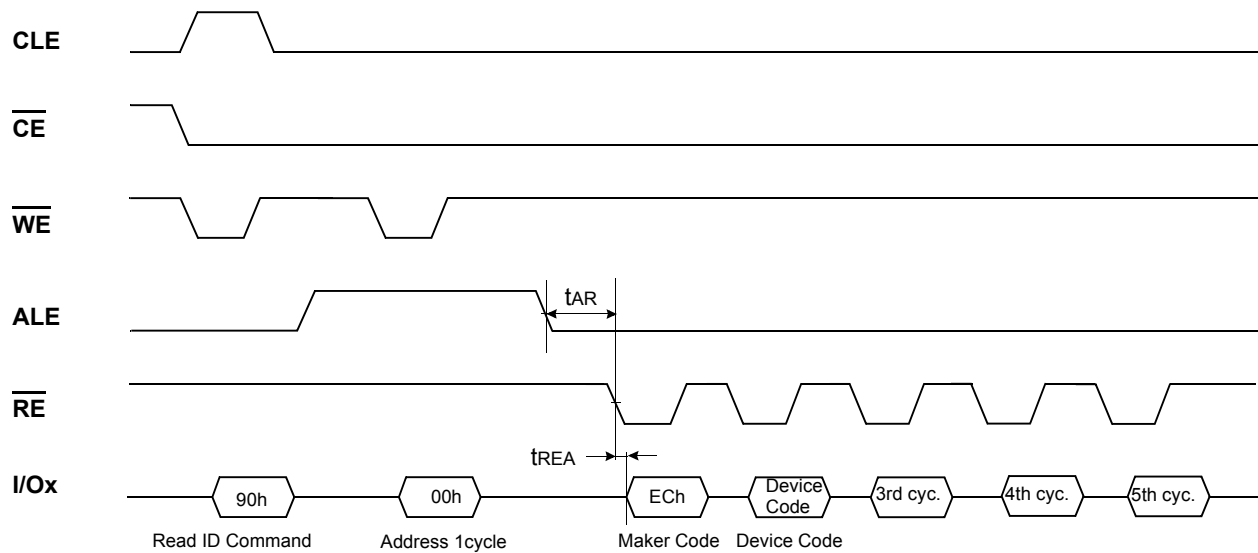 CLE
CE
WE
ALE
tAR
RE
tREA
I/Ox
90h
00h
ECh
Device
Code
3rd cyc.
4th cyc.
5th cyc.
Read ID Command
Address 1cycle
Maker Code
Device Code